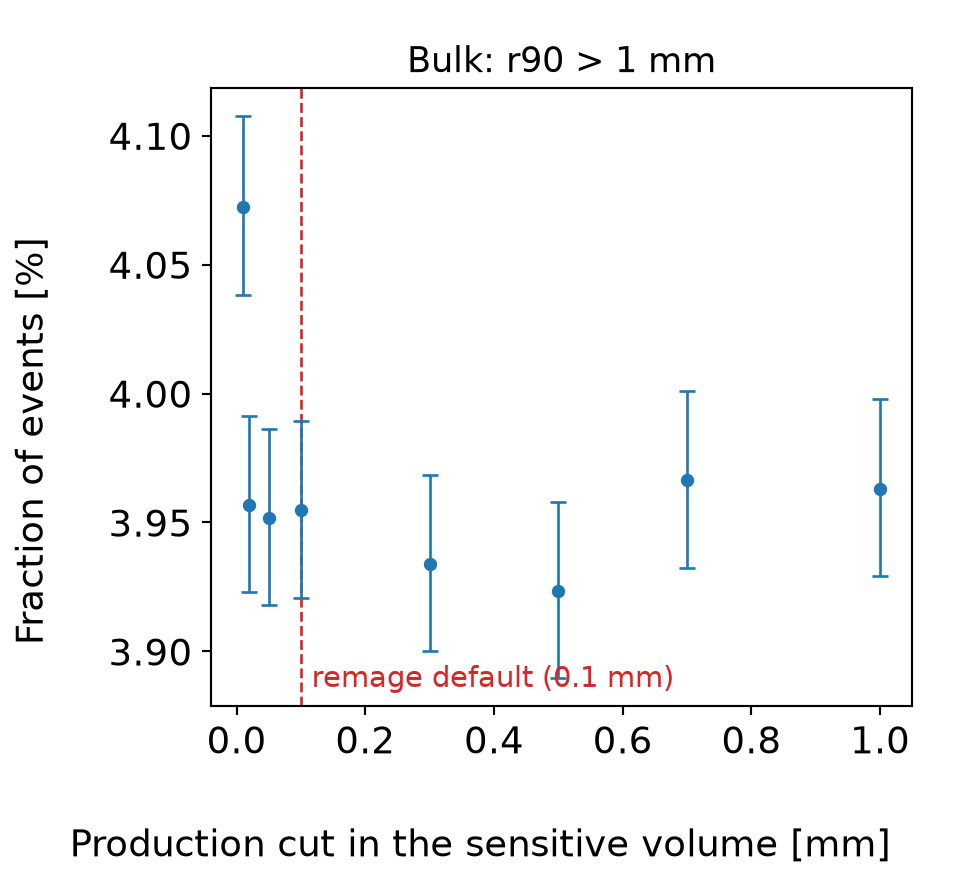 Bulk: r90 > 1 mm
Fraction of events [%]
4.10
4.05
4.00
3.95
3.90
remage default (0.1 mm)
0.0 0.2 0.4 0.6 0.8 1.0
Production cut in the sensitive volume [mm]